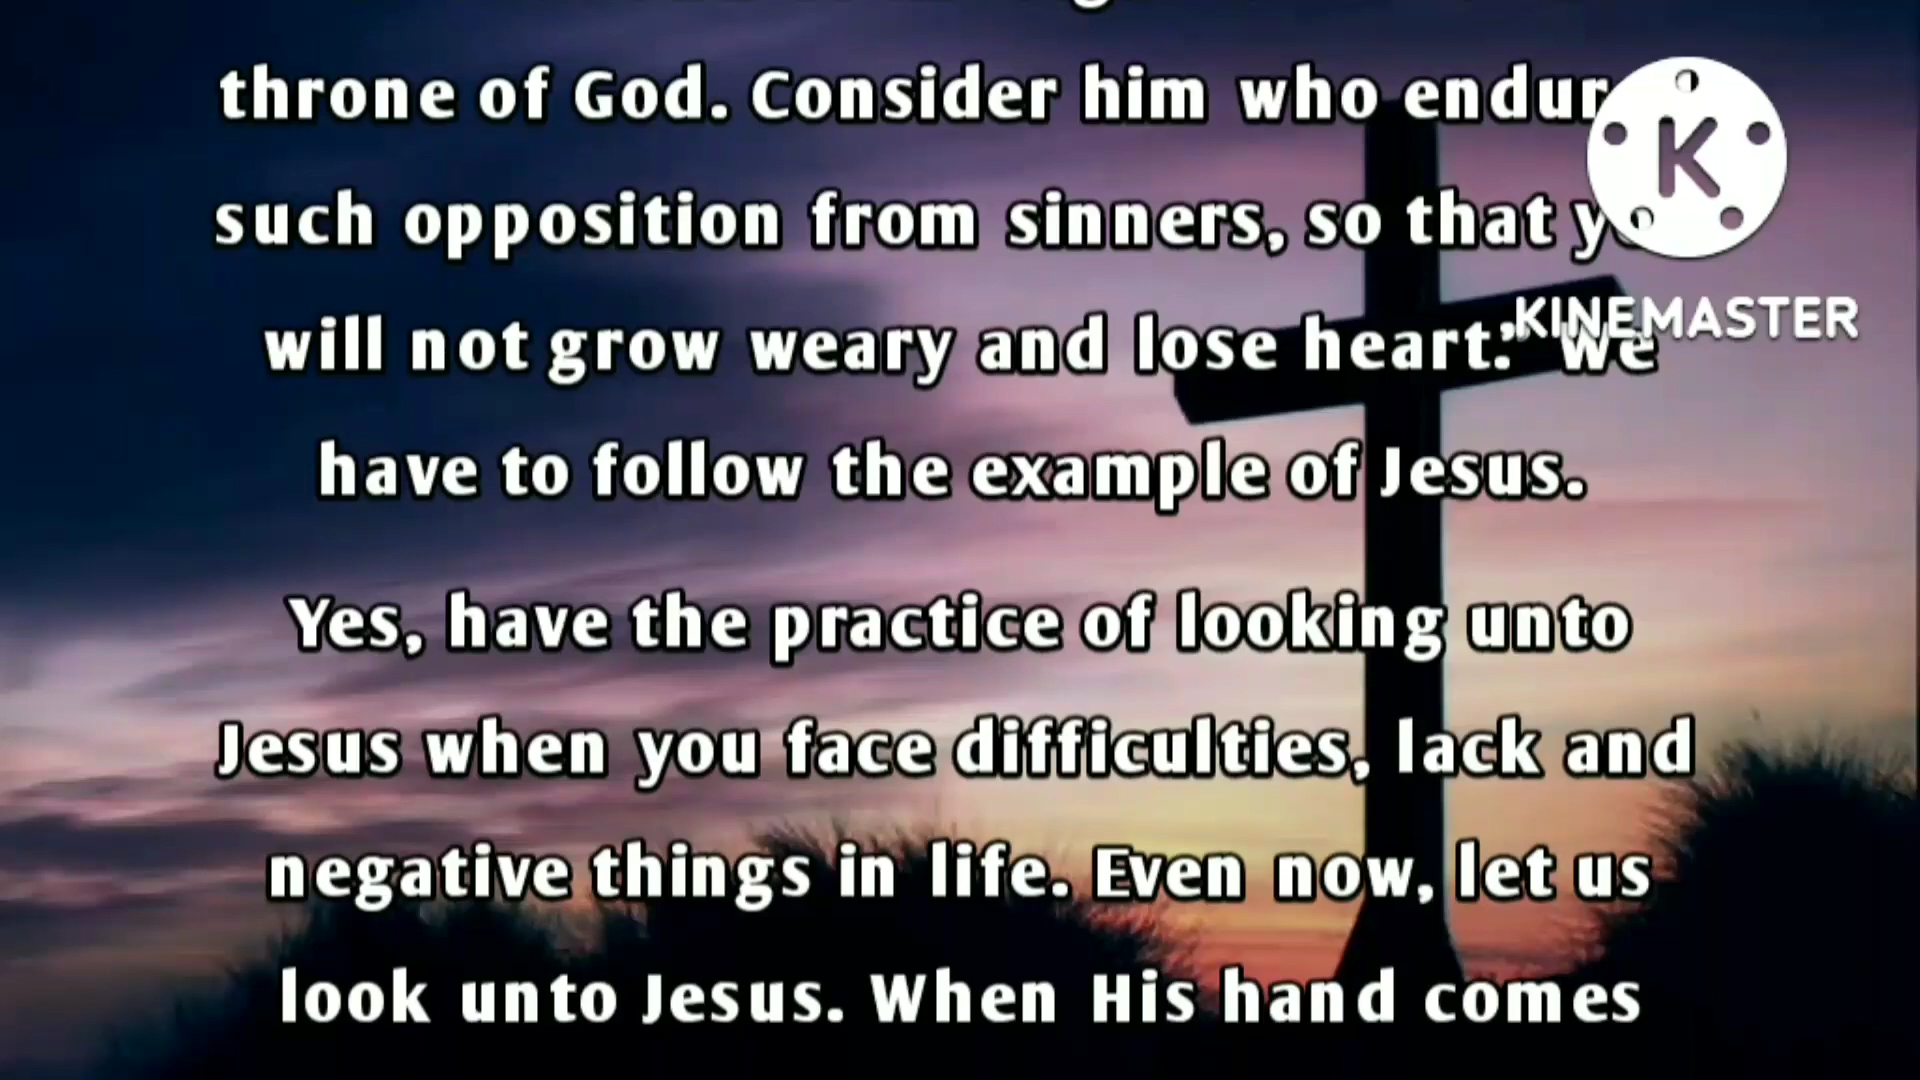 throne of God. Consider him who
such opposition from sinners, so that
will not grow weary and lose heart.” We
have to follow the example of Jesus.
Yes, have the practice of looking unto
Jesus when you face difficulties, lack and
negative things in life. Even now, let us
look unto Jesus. When His hand comes
K
KINEMASTER